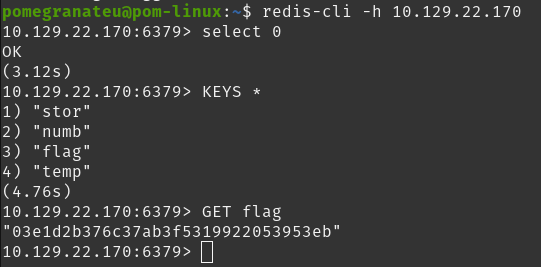 pomegranateu@pom-linux:~$ redis-cli -h 10.129.22.170
10.129.22.170:6379> select 0
OK
(3.12s)
10.129.22.170:6379> KEYS *
1) "stor"
2) "numb"
3) "flag"
4) "temp"
(4.76s)
10.129.22.170:6379> GET flag
"03e1d2b376c37ab3f5319922053953eb"
10.129.22.170:6379>